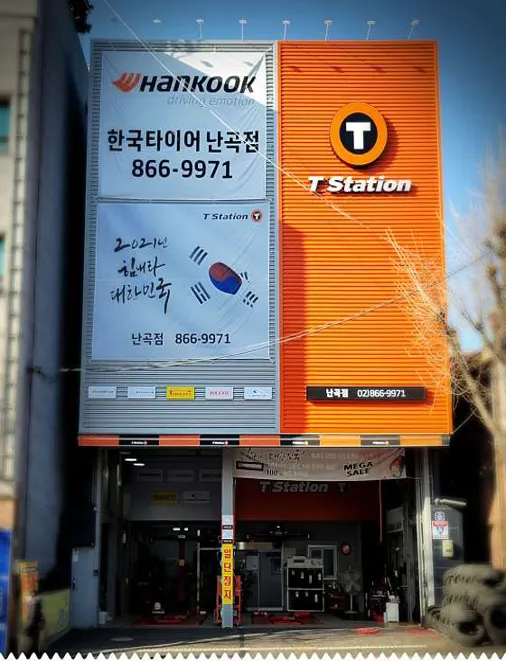 HANKOOK
driving emotion
한국타이어 난곡점
866-9971
T Station
T
2021년
힘내라
대한민국
난곡점 866-9971
T
T Station
난곡점 02)866-9971
MEGA
SALE
T Station
일단정지